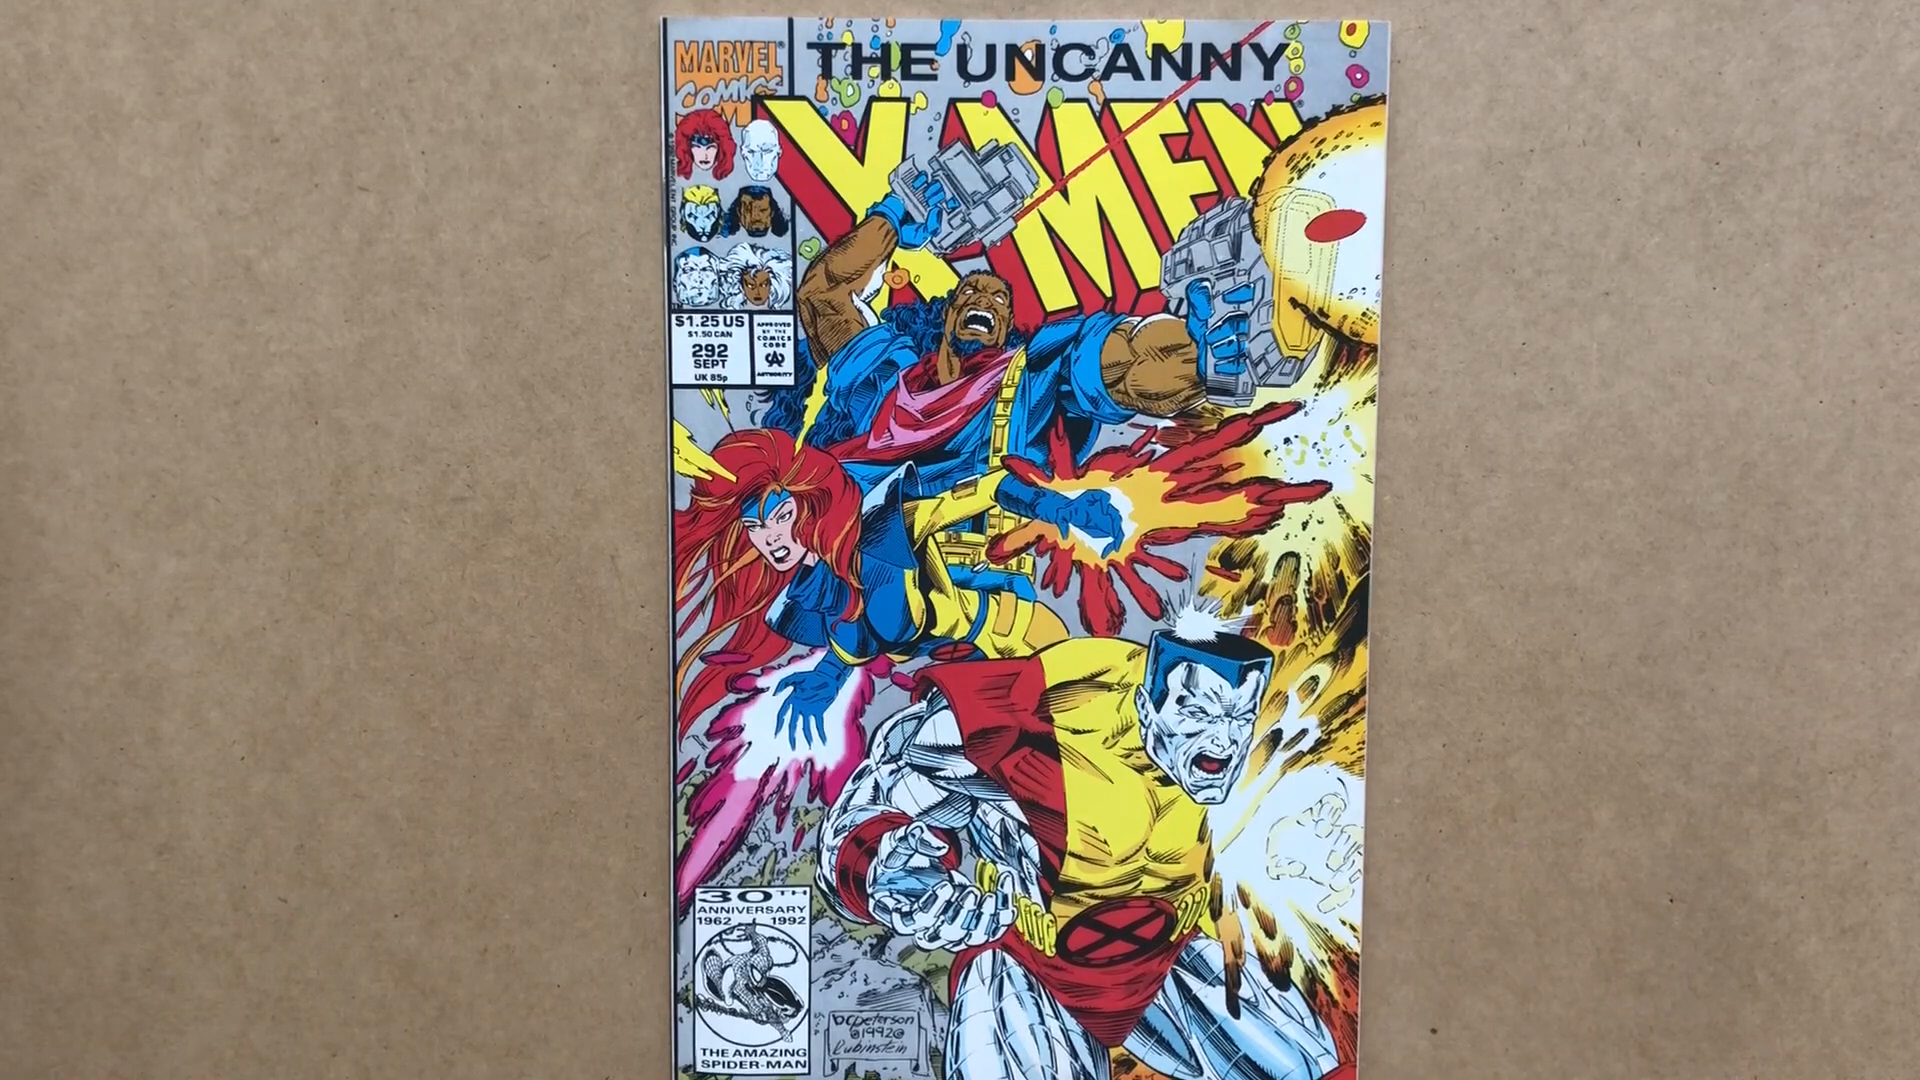 MARVEL
COMICS
THE UNCANNY
X-MEN
$1.25 US
$1.50 CAN
292
SEPT
UK 85p
APPROVED
BY THE
COMICS
CODE
AUTHORITY
30TH
ANNIVERSARY
1962 1992
THE AMAZING
SPIDER-MAN
DCPeterson
©1992©
Rubinstein